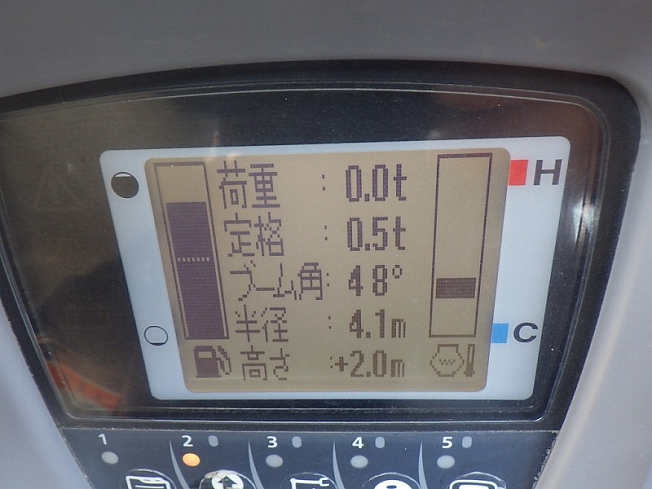 荷重 : 0.0t
定格 : 0.5t
ブーム角: 48°
半径 : 4.1m
高さ :+2.0m
H
C
1 2 3 4 5